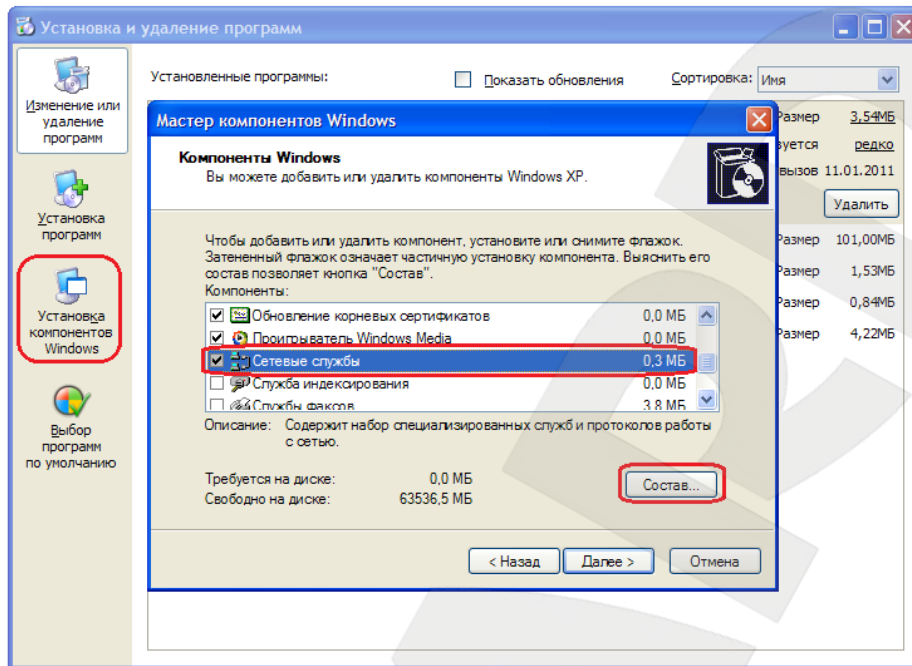 Установка и удаление программ
Изменение или
удаление
программ
Установка
программ
Установка
компонентов
Windows
Выбор
программ
по умолчанию
Установленные программы:
Показать обновления
Сортировка: Имя
Размер 3,54МБ
зуется редко
вызов 11.01.2011
Удалить
Размер 101,00МБ
Размер 1,53МБ
Размер 0,84МБ
Размер 4,22МБ
Мастер компонентов Windows
Компоненты Windows
Вы можете добавить или удалить компоненты Windows XP.
Чтобы добавить или удалить компонент, установите или снимите флажок.
Затененный флажок означает частичную установку компонента. Выяснить его
состав позволяет кнопка "Состав".
Компоненты:
Обновление корневых сертификатов 0,0 МБ
Проигрыватель Windows Media 0,0 МБ
Сетевые службы 0,3 МБ
Служба индексирования 0,0 МБ
Службы факсов 3,8 МБ
Описание: Содержит набор специализированных служб и протоколов работы
с сетью.
Требуется на диске: 0,0 МБ
Свободно на диске: 63536,5 МБ
Состав...
< Назад Далее > Отмена